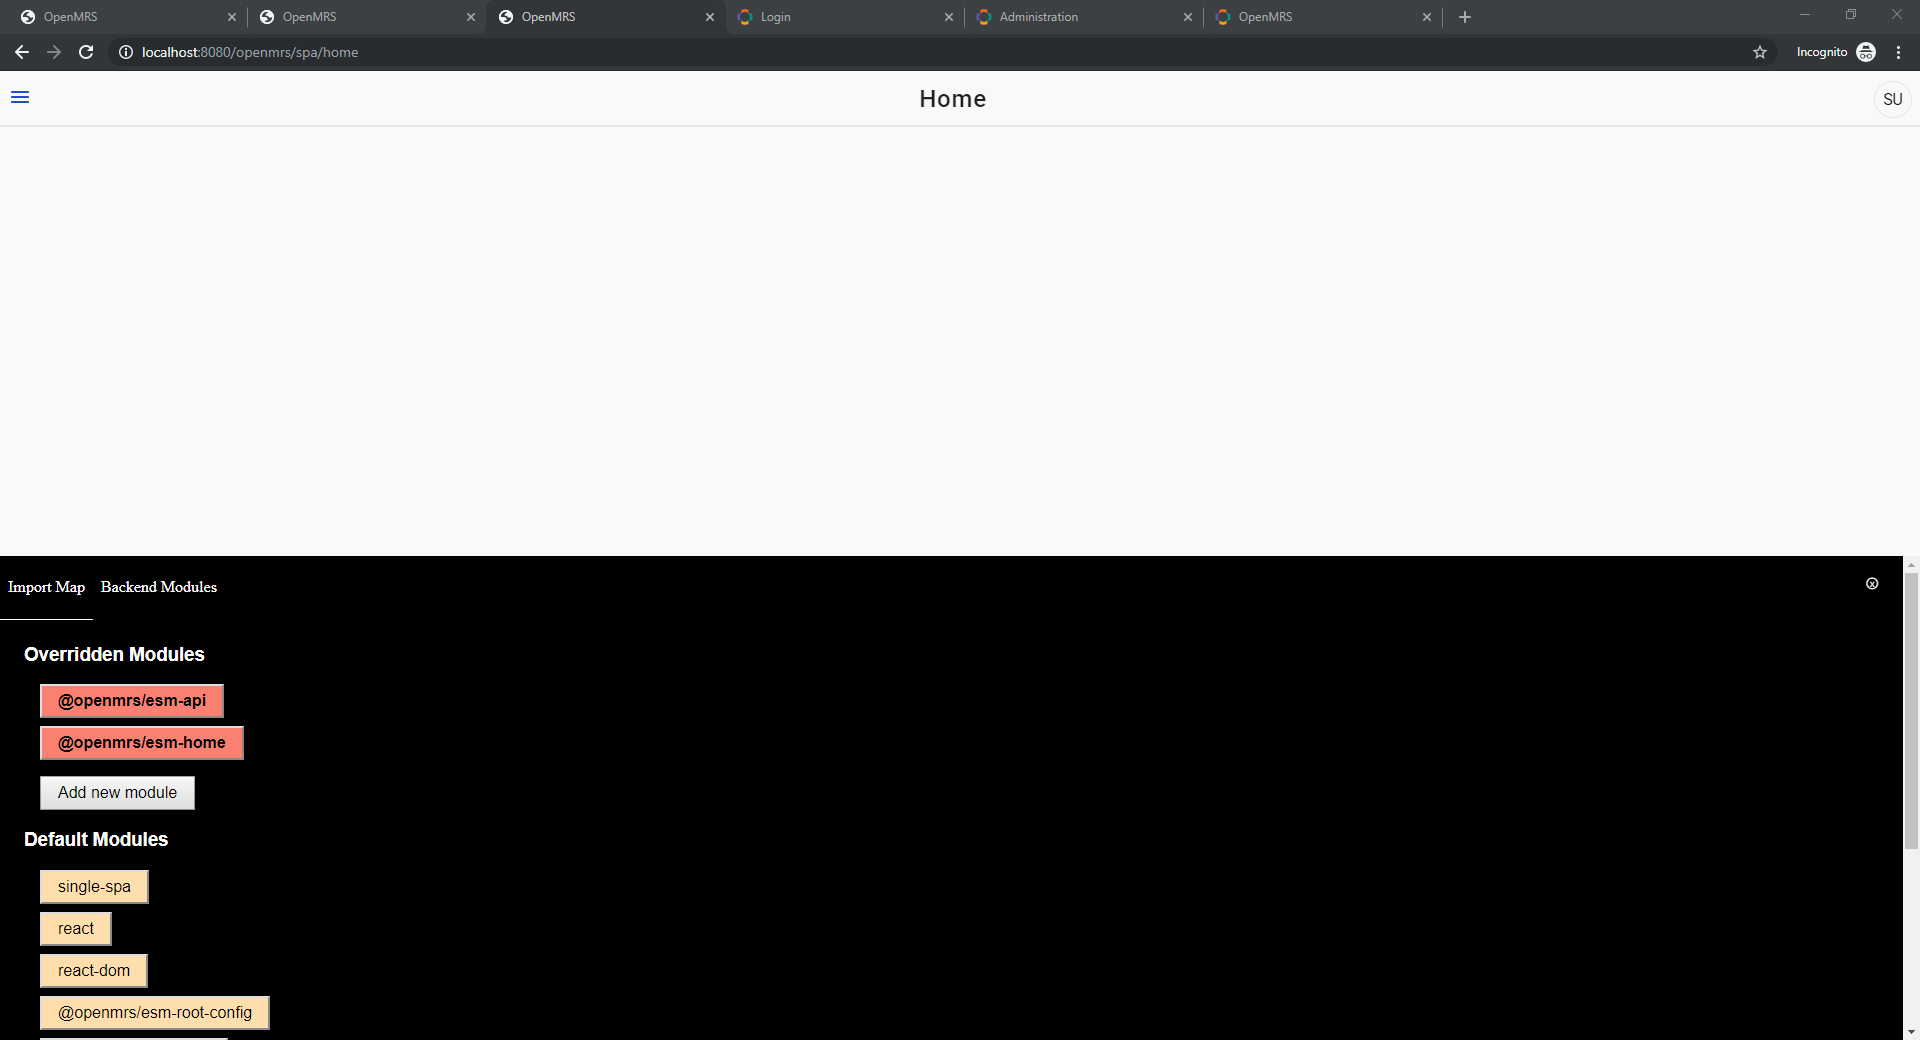 OpenMRS OpenMRS OpenMRS Login Administration OpenMRS
localhost:8080/openmrs/spa/home Incognito
Home SU
Import Map Backend Modules
Overridden Modules
@openmrs/esm-api
@openmrs/esm-home
Add new module
Default Modules
single-spa
react
react-dom
@openmrs/esm-root-config